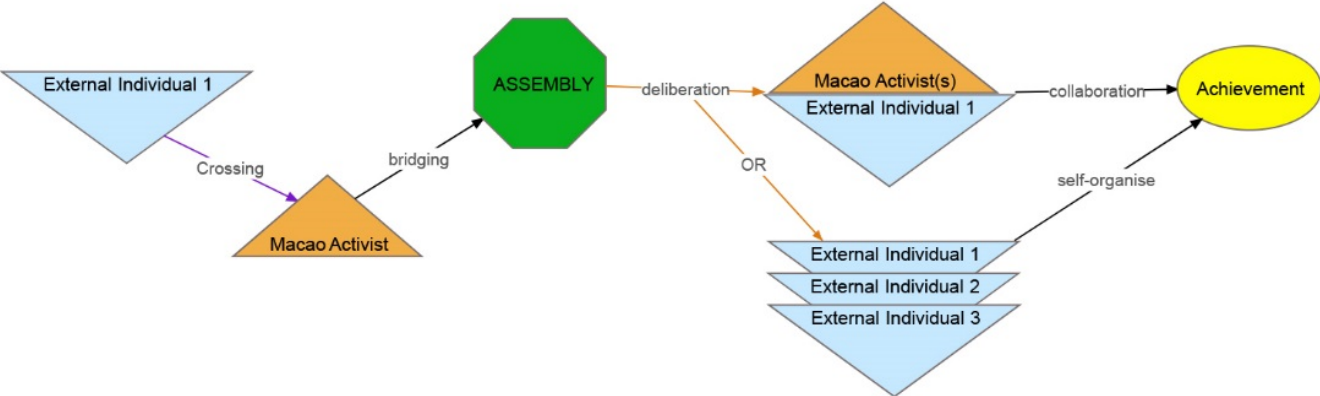 External Individual 1
Crossing
Macao Activist
bridging
ASSEMBLY
deliberation
OR
Macao Activist(s)
External Individual 1
collaboration
Achievement
External Individual 1
External Individual 2
External Individual 3
self-organise